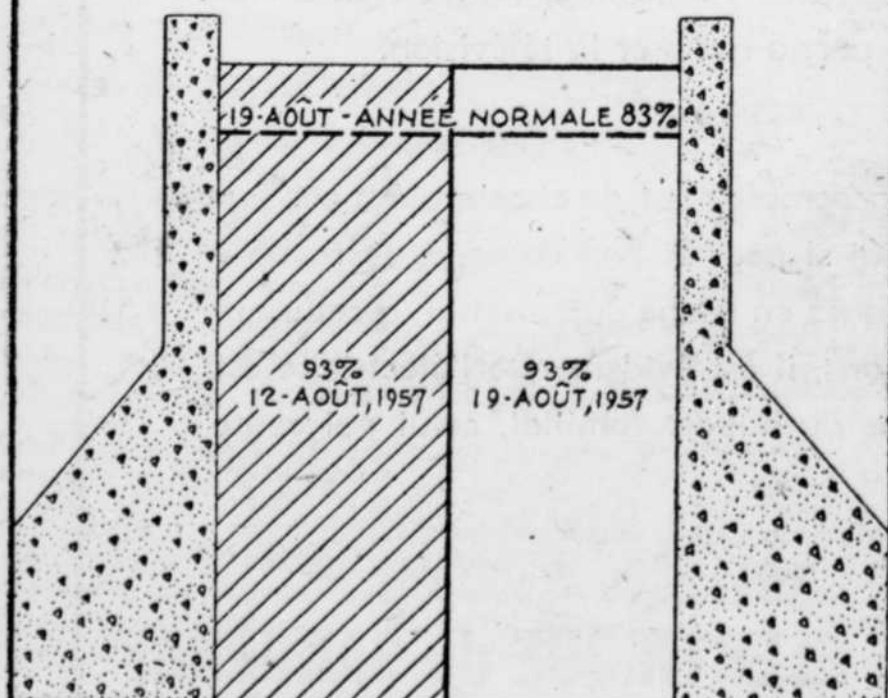 19-AOÛT - ANNÉE NORMALE 83%
93%
12-AOÛT, 1957
93%
19-AOÛT, 1957